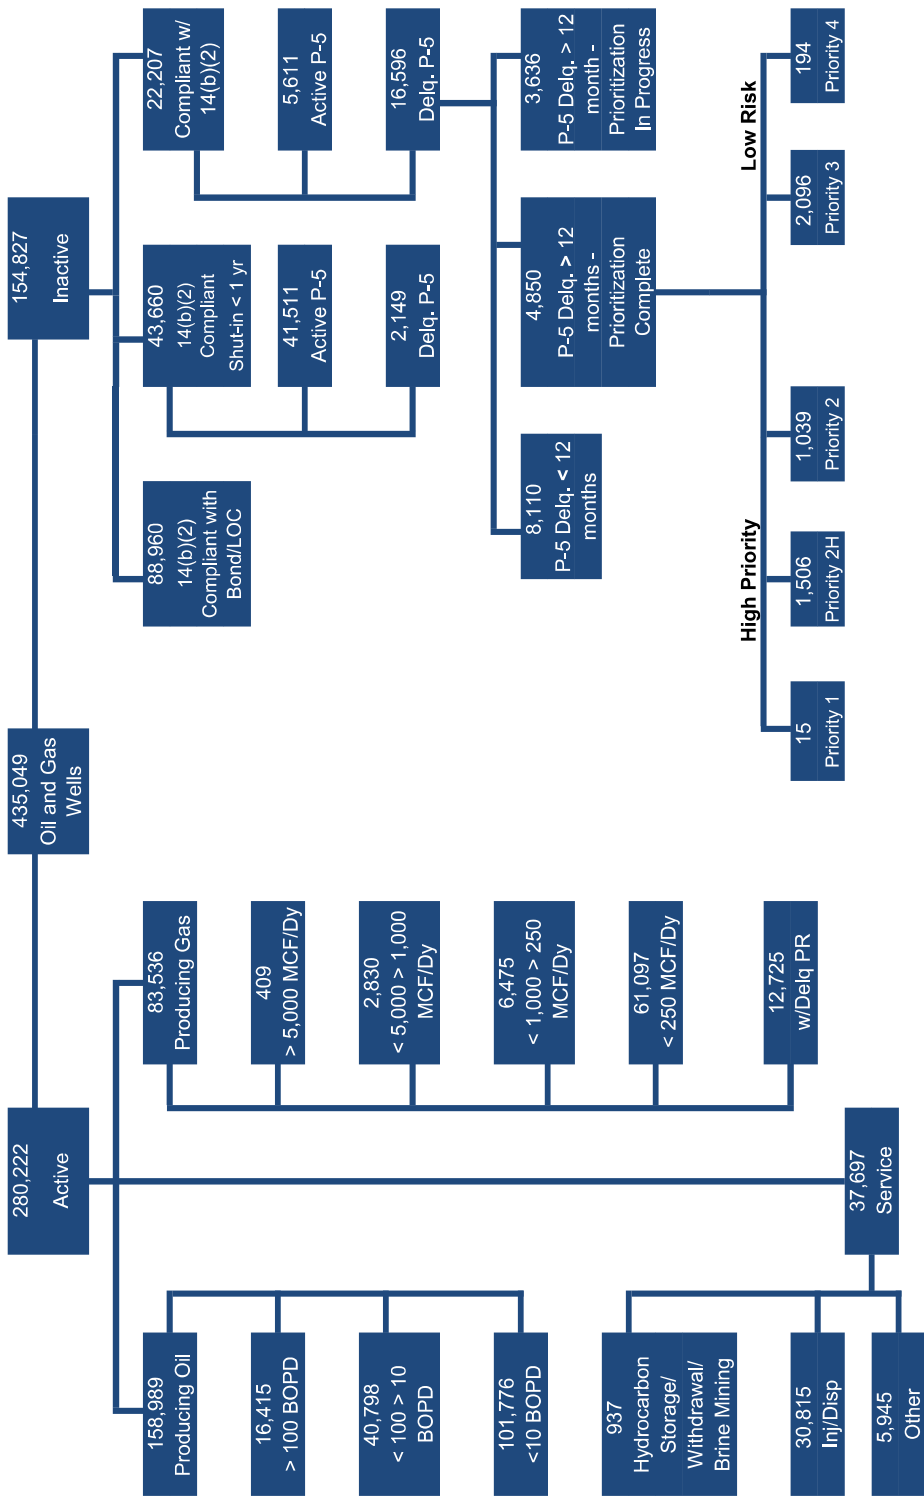 435,049
Oil and Gas
Wells
280,222
Active
154,827
Inactive
158,989
Producing Oil
16,415
> 100 BOPD
40,798
< 100 > 10
BOPD
101,776
<10 BOPD
83,536
Producing Gas
409
> 5,000 MCF/Dy
2,830
< 5,000 > 1,000
MCF/Dy
6,475
< 1,000 > 250
MCF/Dy
61,097
< 250 MCF/Dy
12,725
w/Delq PR
37,697
Service
937
Hydrocarbon
Storage/
Withdrawal/
Brine Mining
30,815
Inj/Disp
5,945
Other
88,960
14(b)(2)
Compliant with
Bond/LOC
43,660
14(b)(2)
Compliant
Shut-in < 1 yr
41,511
Active P-5
2,149
Delq. P-5
22,207
Compliant w/
14(b)(2)
5,611
Active P-5
16,596
Delq. P-5
8,110
P-5 Delq. < 12
months
4,850
P-5 Delq. > 12
months -
Prioritization
Complete
3,636
P-5 Delq. > 12
month -
Prioritization
In Progress
High Priority
Low Risk
15
Priority 1
1,506
Priority 2H
1,039
Priority 2
2,096
Priority 3
194
Priority 4